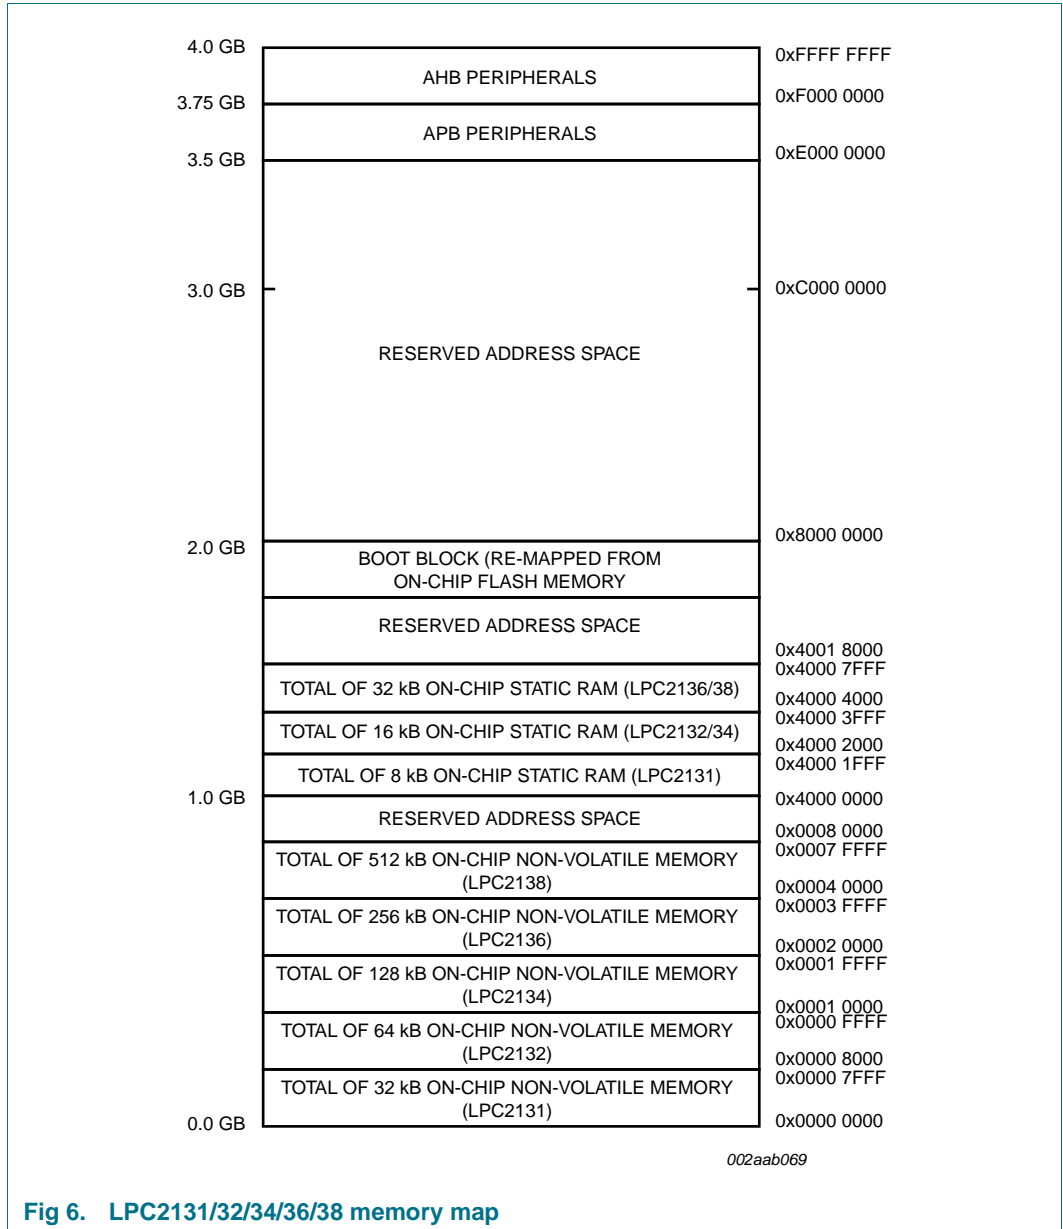 4.0 GB
0xFFFF FFFF
AHB PERIPHERALS
3.75 GB
0xF000 0000
APB PERIPHERALS
3.5 GB
0xE000 0000
3.0 GB
0xC000 0000
RESERVED ADDRESS SPACE
2.0 GB
0x8000 0000
BOOT BLOCK (RE-MAPPED FROM
ON-CHIP FLASH MEMORY
RESERVED ADDRESS SPACE
0x4001 8000
0x4000 7FFF
TOTAL OF 32 kB ON-CHIP STATIC RAM (LPC2136/38)
0x4000 4000
0x4000 3FFF
TOTAL OF 16 kB ON-CHIP STATIC RAM (LPC2132/34)
0x4000 2000
0x4000 1FFF
TOTAL OF 8 kB ON-CHIP STATIC RAM (LPC2131)
1.0 GB
0x4000 0000
RESERVED ADDRESS SPACE
0x0008 0000
0x0007 FFFF
TOTAL OF 512 kB ON-CHIP NON-VOLATILE MEMORY
(LPC2138)
0x0004 0000
0x0003 FFFF
TOTAL OF 256 kB ON-CHIP NON-VOLATILE MEMORY
(LPC2136)
0x0002 0000
0x0001 FFFF
TOTAL OF 128 kB ON-CHIP NON-VOLATILE MEMORY
(LPC2134)
0x0001 0000
0x0000 FFFF
TOTAL OF 64 kB ON-CHIP NON-VOLATILE MEMORY
(LPC2132)
0x0000 8000
0x0000 7FFF
TOTAL OF 32 kB ON-CHIP NON-VOLATILE MEMORY
(LPC2131)
0.0 GB
0x0000 0000
002aab069
Fig 6. LPC2131/32/34/36/38 memory map